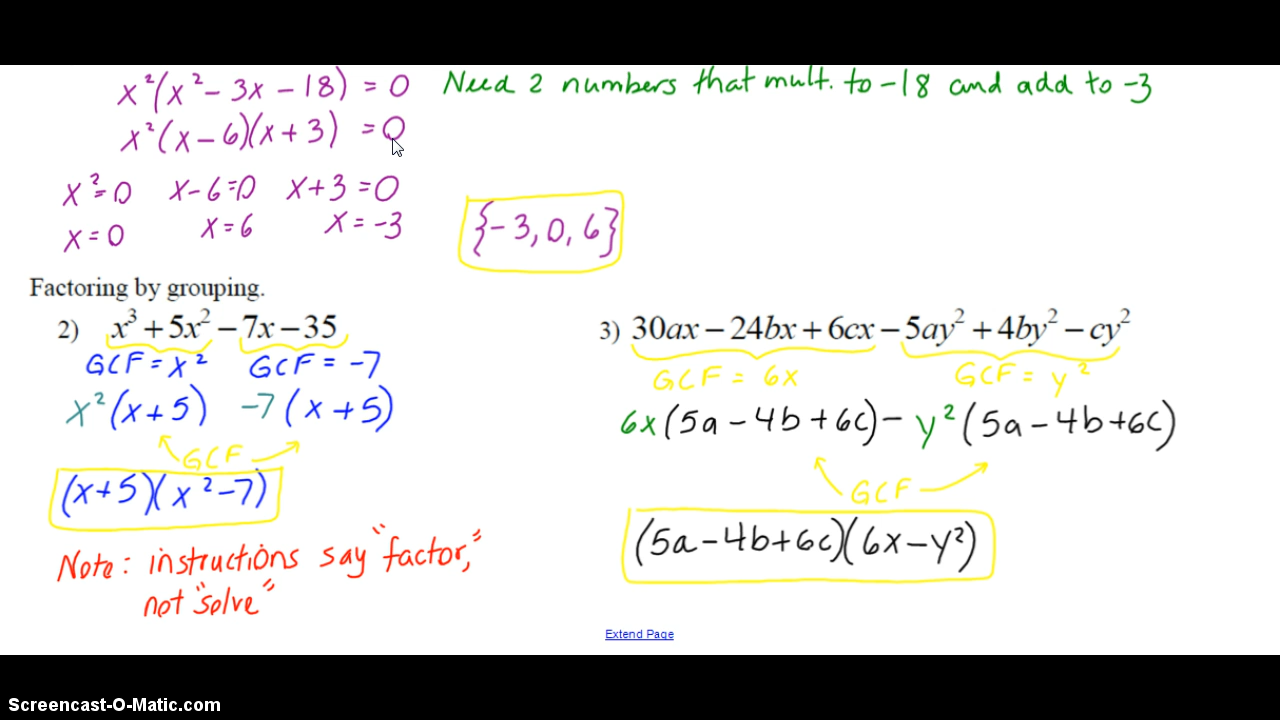 x²(x² - 3x - 18) = 0 Need 2 numbers that mult. to -18 and add to -3
x²(x - 6)(x + 3) = 0
x² = 0 x - 6 = 0 x + 3 = 0
x = 0 x = 6 x = -3 {-3, 0, 6}
Factoring by grouping.
2) x³ + 5x² - 7x - 35
GCF = x² GCF = -7
x²(x + 5) -7(x + 5)
GCF
(x+5)(x² - 7)
Note: instructions say "factor,"
not "solve"
3) 30ax - 24bx + 6cx - 5ay² + 4by² - cy²
GCF = 6x GCF = y²
6x(5a - 4b + 6c) - y²(5a - 4b + 6c)
GCF
(5a - 4b + 6c)(6x - y²)
Extend Page
Screencast-O-Matic.com